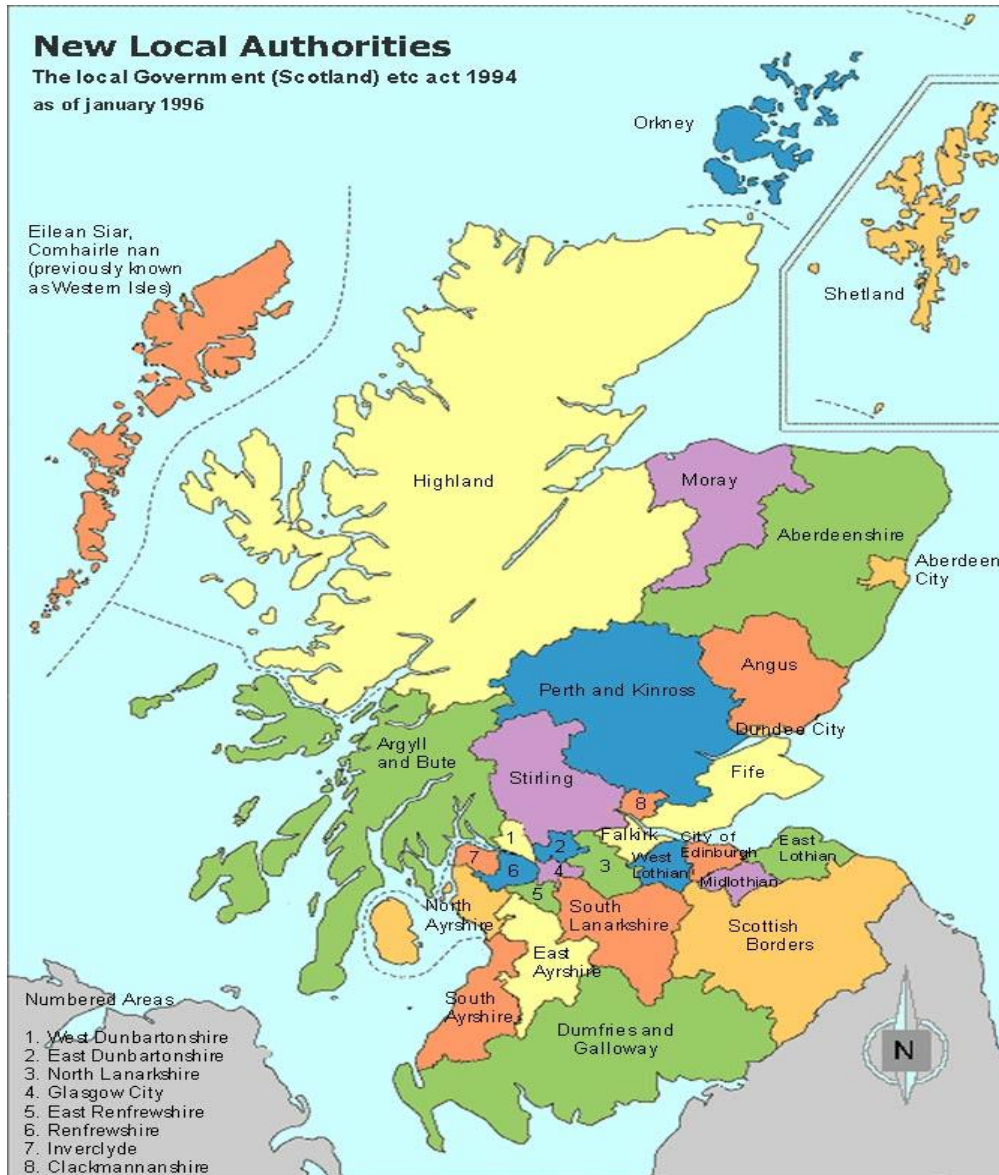 New Local Authorities
The local Government (Scotland) etc act 1994
as of january 1996
Orkney
Eilean Siar,
Comhairle nan
(previously known
as Western Isles)
Shetland
Highland
Moray
Aberdeenshire
Aberdeen
City
Angus
Perth and Kinross
Dundee City
Argyll
and Bute
Stirling
Fife
8
1
Falkirk
2
City of
Edinburgh
East
Lothian
7
6
4
3
West
Lothian
Midlothian
5
North
Ayrshire
South
Lanarkshire
Scottish
Borders
East
Ayrshire
South
Ayrshire
Dumfries and
Galloway
N
Numbered Areas
1. West Dunbartonshire
2. East Dunbartonshire
3. North Lanarkshire
4. Glasgow City
5. East Renfrewshire
6. Renfrewshire
7. Inverclyde
8. Clackmannanshire